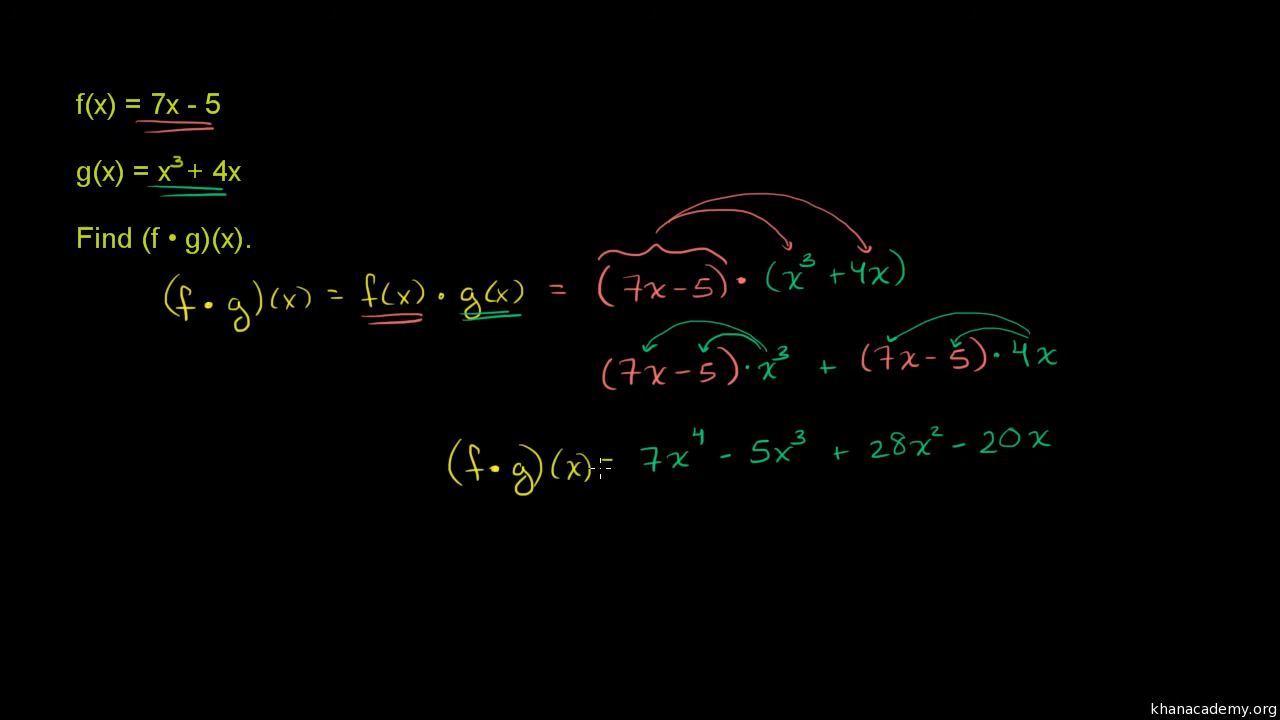 f(x) = 7x - 5
g(x) = x³ + 4x
Find (f • g)(x).
(f • g)(x) = f(x) · g(x) = (7x - 5) · (x³ + 4x)
(7x - 5) · x³ + (7x - 5) · 4x
(f • g)(x) = 7x⁴ - 5x³ + 28x² - 20x
khanacademy.org